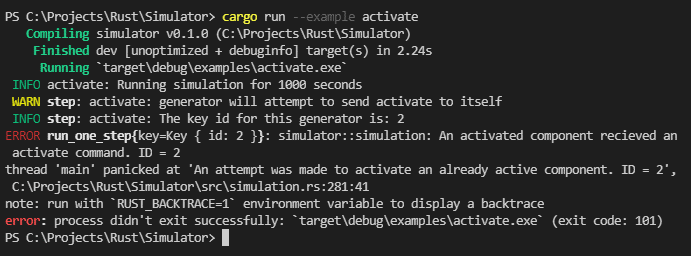 PS C:\Projects\Rust\Simulator> cargo run --example activate
   Compiling simulator v0.1.0 (C:\Projects\Rust\Simulator)
    Finished dev [unoptimized + debuginfo] target(s) in 2.24s
     Running `target\debug\examples\activate.exe`
 INFO activate: Running simulation for 1000 seconds
 WARN step: activate: generator will attempt to send activate to itself
 INFO step: activate: The key id for this generator is: 2
ERROR run_one_step{key=Key { id: 2 }}: simulator::simulation: An activated component recieved an
 activate command. ID = 2
thread 'main' panicked at 'An attempt was made to activate an already active component. ID = 2',
 C:\Projects\Rust\Simulator\src\simulation.rs:281:41
note: run with `RUST_BACKTRACE=1` environment variable to display a backtrace
error: process didn't exit successfully: `target\debug\examples\activate.exe` (exit code: 101)
PS C:\Projects\Rust\Simulator>